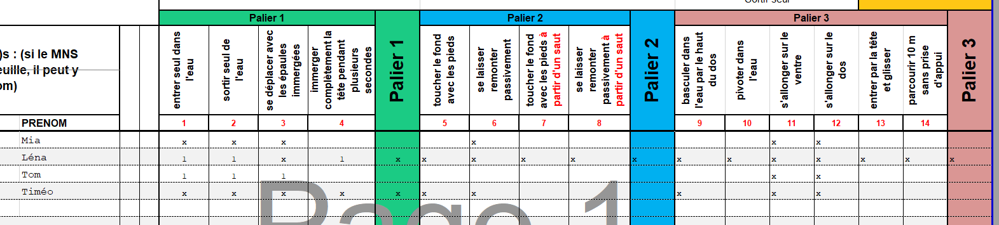 Palier 1 Palier 2 Palier 3
)s : (si le MNS
euille, il peut y
om)
entrer seul dans
l'eau
sortir seul de
l'eau
se déplacer avec
les épaules
immergées
immerger
complètement la
tête pendant
plusieurs
secondes
Palier 1
toucher le fond
avec les pieds
se laisser
remonter
passivement
toucher le fond
avec les pieds à
partir d'un saut
se laisser
remonter
passivement à
partir d'un saut
Palier 2
basculer dans
l'eau par le haut
du dos
pivoter dans
l'eau
s'allonger sur le
ventre
s'allonger sur le
dos
entrer par la tête
et glisser
parcourir 10 m
sans prise
d'appui
Palier 3
PRENOM 1 2 3 4 5 6 7 8 9 10 11 12 13 14
Mia x x x x x x
Léna 1 1 x 1 x x x x x x x x x x x x x
Tom 1 1 1 x x
Timéo x x x x x x x x x x
Page 1